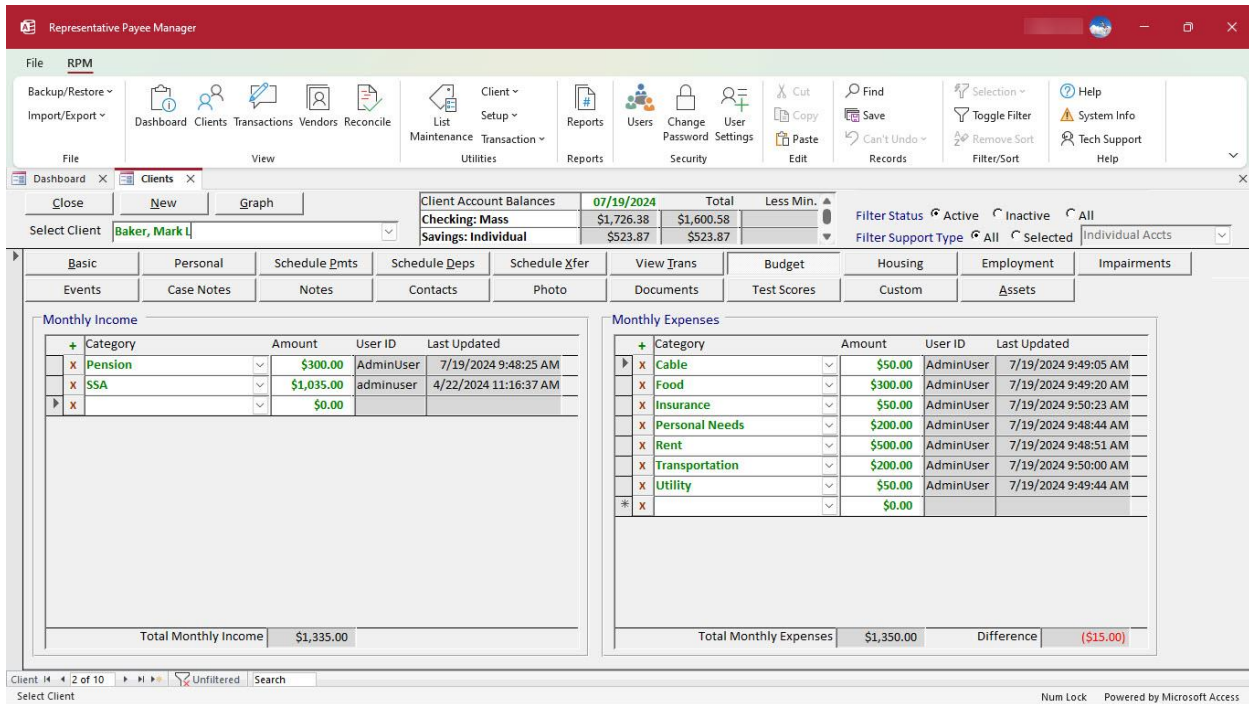 Representative Payee Manager
File RPM
Backup/Restore
Import/Export
Dashboard Clients Transactions Vendors Reconcile
List Maintenance
Client
Setup
Transaction
Reports
Users Change Password User Settings
Cut
Copy
Paste
Find
Save
Can't Undo
Selection
Toggle Filter
Remove Sort
Help
System Info
Tech Support
File View Utilities Reports Security Edit Records Filter/Sort Help
Dashboard X Clients X
Close New Graph
Select Client Baker, Mark L
Client Account Balances 07/19/2024 Total Less Min.
Checking: Mass $1,726.38 $1,600.58
Savings: Individual $523.87 $523.87
Filter Status Active Inactive All
Filter Support Type All Selected Individual Accts
Basic Personal Schedule Pmts Schedule Deps Schedule Xfer View Trans Budget Housing Employment Impairments
Events Case Notes Notes Contacts Photo Documents Test Scores Custom Assets
Monthly Income
+ Category Amount User ID Last Updated
x Pension $300.00 AdminUser 7/19/2024 9:48:25 AM
x SSA $1,035.00 adminuser 4/22/2024 11:16:37 AM
x $0.00
Total Monthly Income $1,335.00
Monthly Expenses
+ Category Amount User ID Last Updated
x Cable $50.00 AdminUser 7/19/2024 9:49:05 AM
x Food $300.00 AdminUser 7/19/2024 9:49:20 AM
x Insurance $50.00 AdminUser 7/19/2024 9:50:23 AM
x Personal Needs $200.00 AdminUser 7/19/2024 9:48:44 AM
x Rent $500.00 AdminUser 7/19/2024 9:48:51 AM
x Transportation $200.00 AdminUser 7/19/2024 9:50:00 AM
x Utility $50.00 AdminUser 7/19/2024 9:49:44 AM
* x $0.00
Total Monthly Expenses $1,350.00 Difference ($15.00)
Client 2 of 10 Unfiltered Search
Select Client Num Lock Powered by Microsoft Access